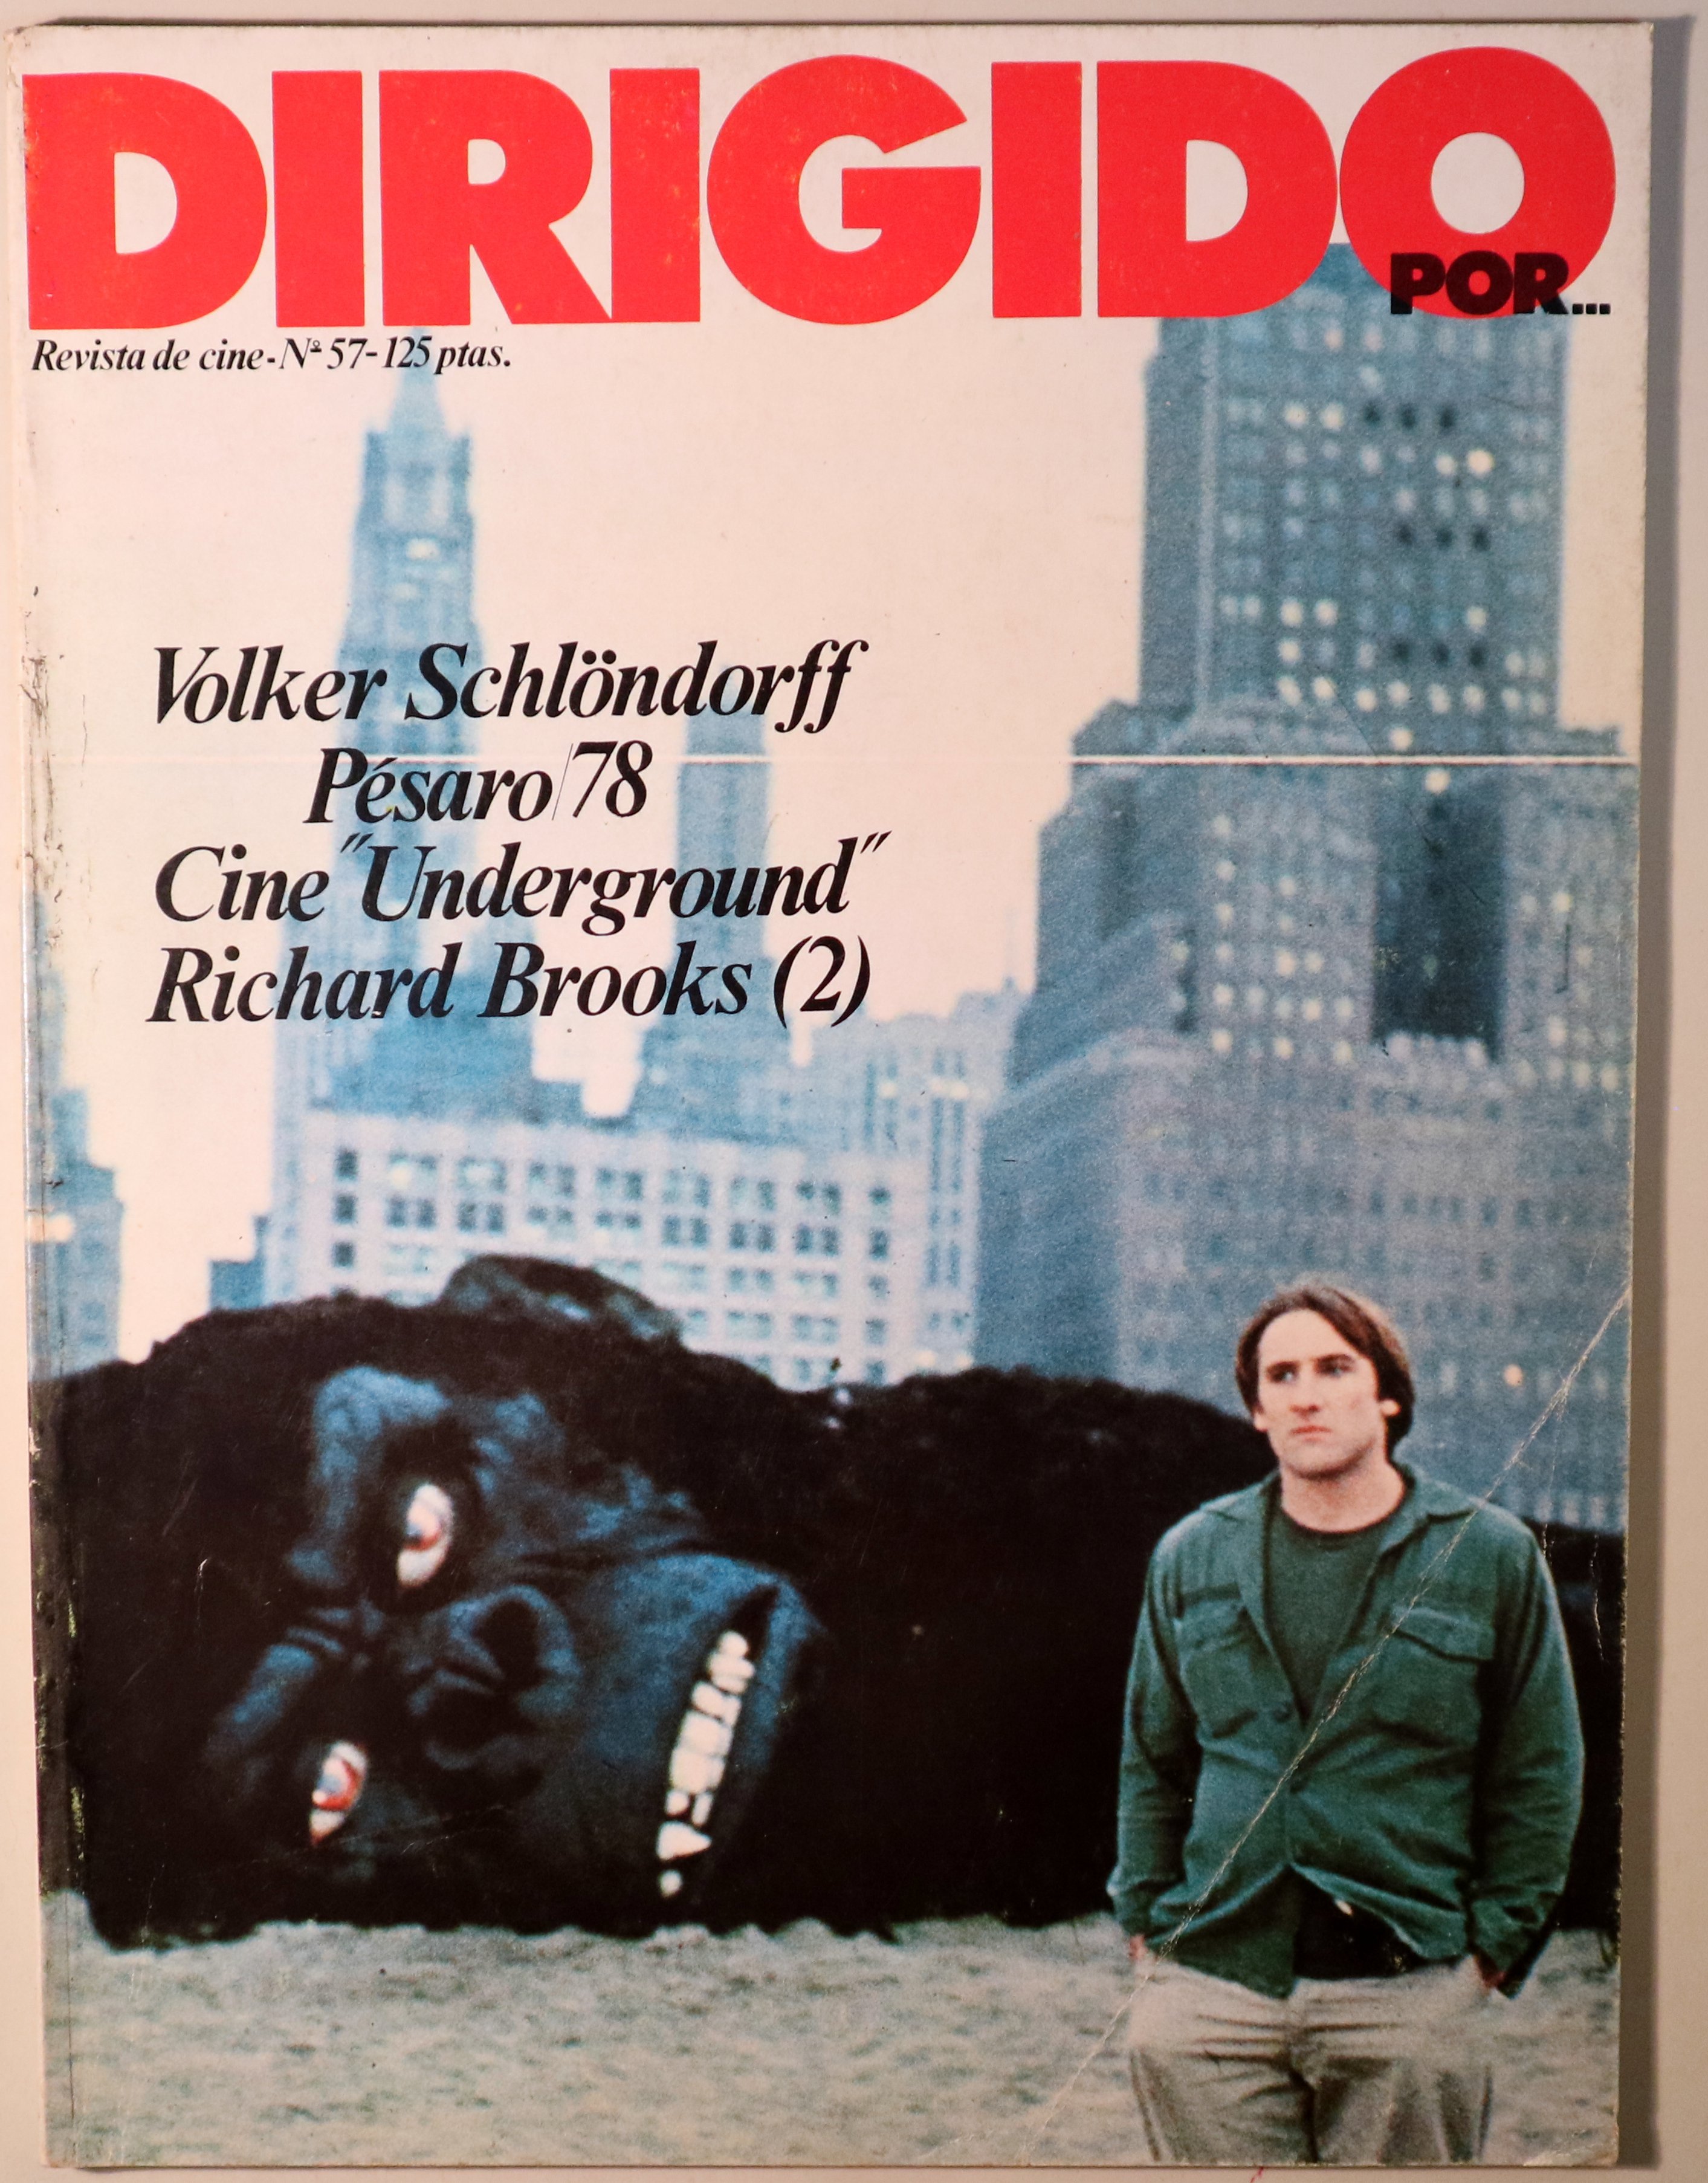 DIRIGIDO
POR...
Revista de cine - Nº 57 - 125 ptas.
Volker Schlöndorff
Pésaro/78
Cine "Underground"
Richard Brooks (2)